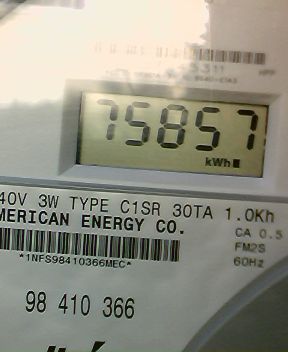 75857
kWh
40V 3W TYPE C1SR 30TA 1.0Kh
MERICAN ENERGY CO.
CA 0.5
FM2S
*1NFS98410366MEC*
60Hz
98 410 366